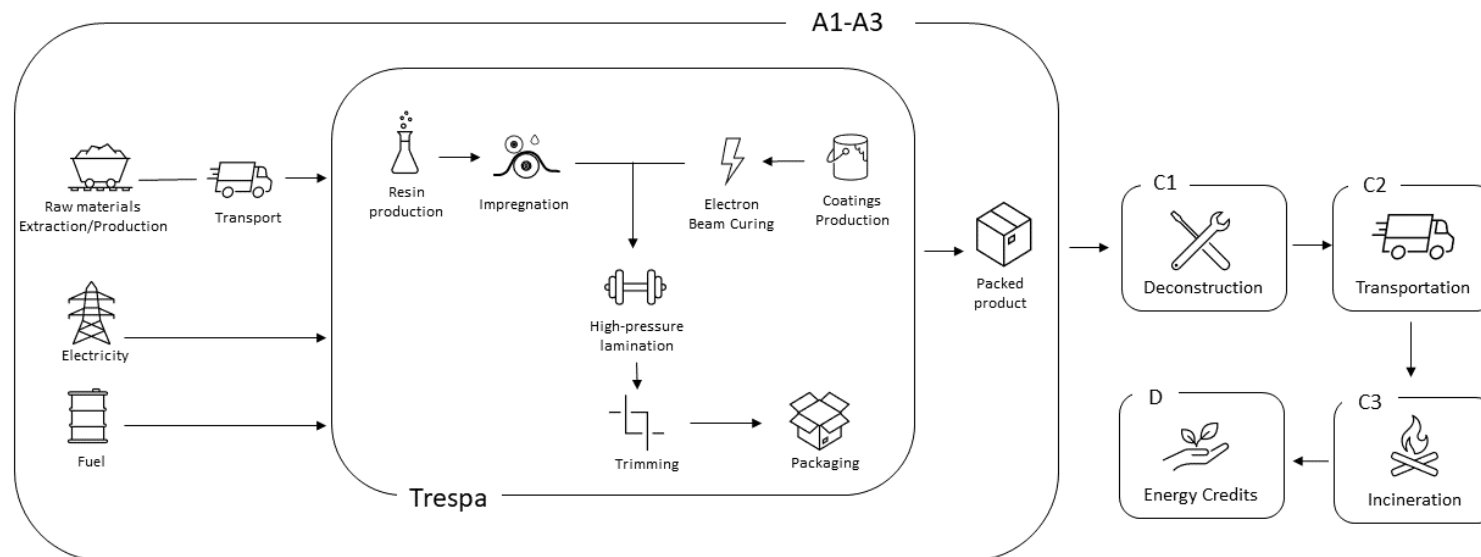 A1-A3
Raw materials
Extraction/Production
Transport
Resin
production
Impregnation
Electron
Beam Curing
Coatings
Production
Electricity
Fuel
High-pressure
lamination
Trimming
Packaging
Trespa
Packed
product
C1
Deconstruction
C2
Transportation
C3
Incineration
D
Energy Credits